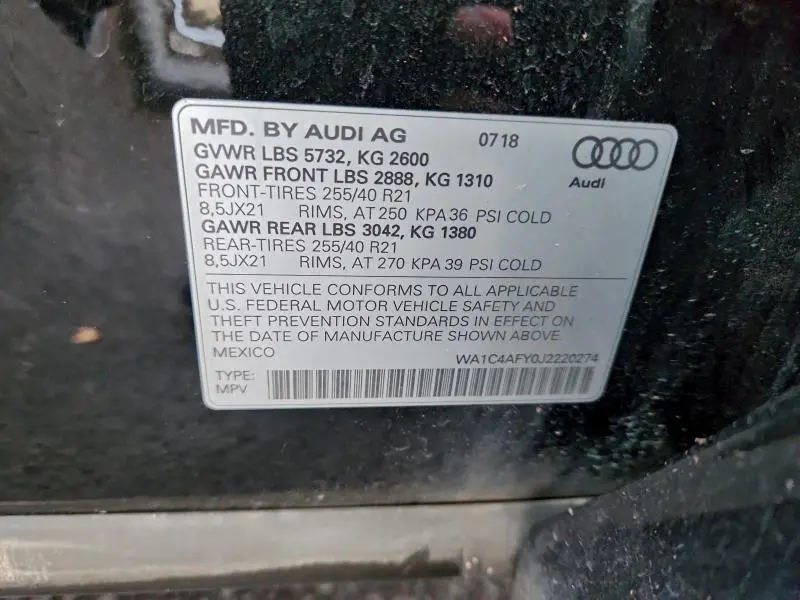 MFD. BY AUDI AG 07 18
GVWR LBS 5732, KG 2600
Audi
GAWR FRONT LBS 2888, KG 1310
FRONT-TIRES 255/40 R21
8,5JX21 RIMS, AT 250 KPA 36 PSI COLD
GAWR REAR LBS 3042, KG 1380
REAR-TIRES 255/40 R21
8,5JX21 RIMS, AT 270 KPA 39 PSI COLD
THIS VEHICLE CONFORMS TO ALL APPLICABLE
U.S. FEDERAL MOTOR VEHICLE SAFETY AND
THEFT PREVENTION STANDARDS IN EFFECT ON
THE DATE OF MANUFACTURE SHOWN ABOVE.
MEXICO WA1C4AFY0J2220274
TYPE:
MPV